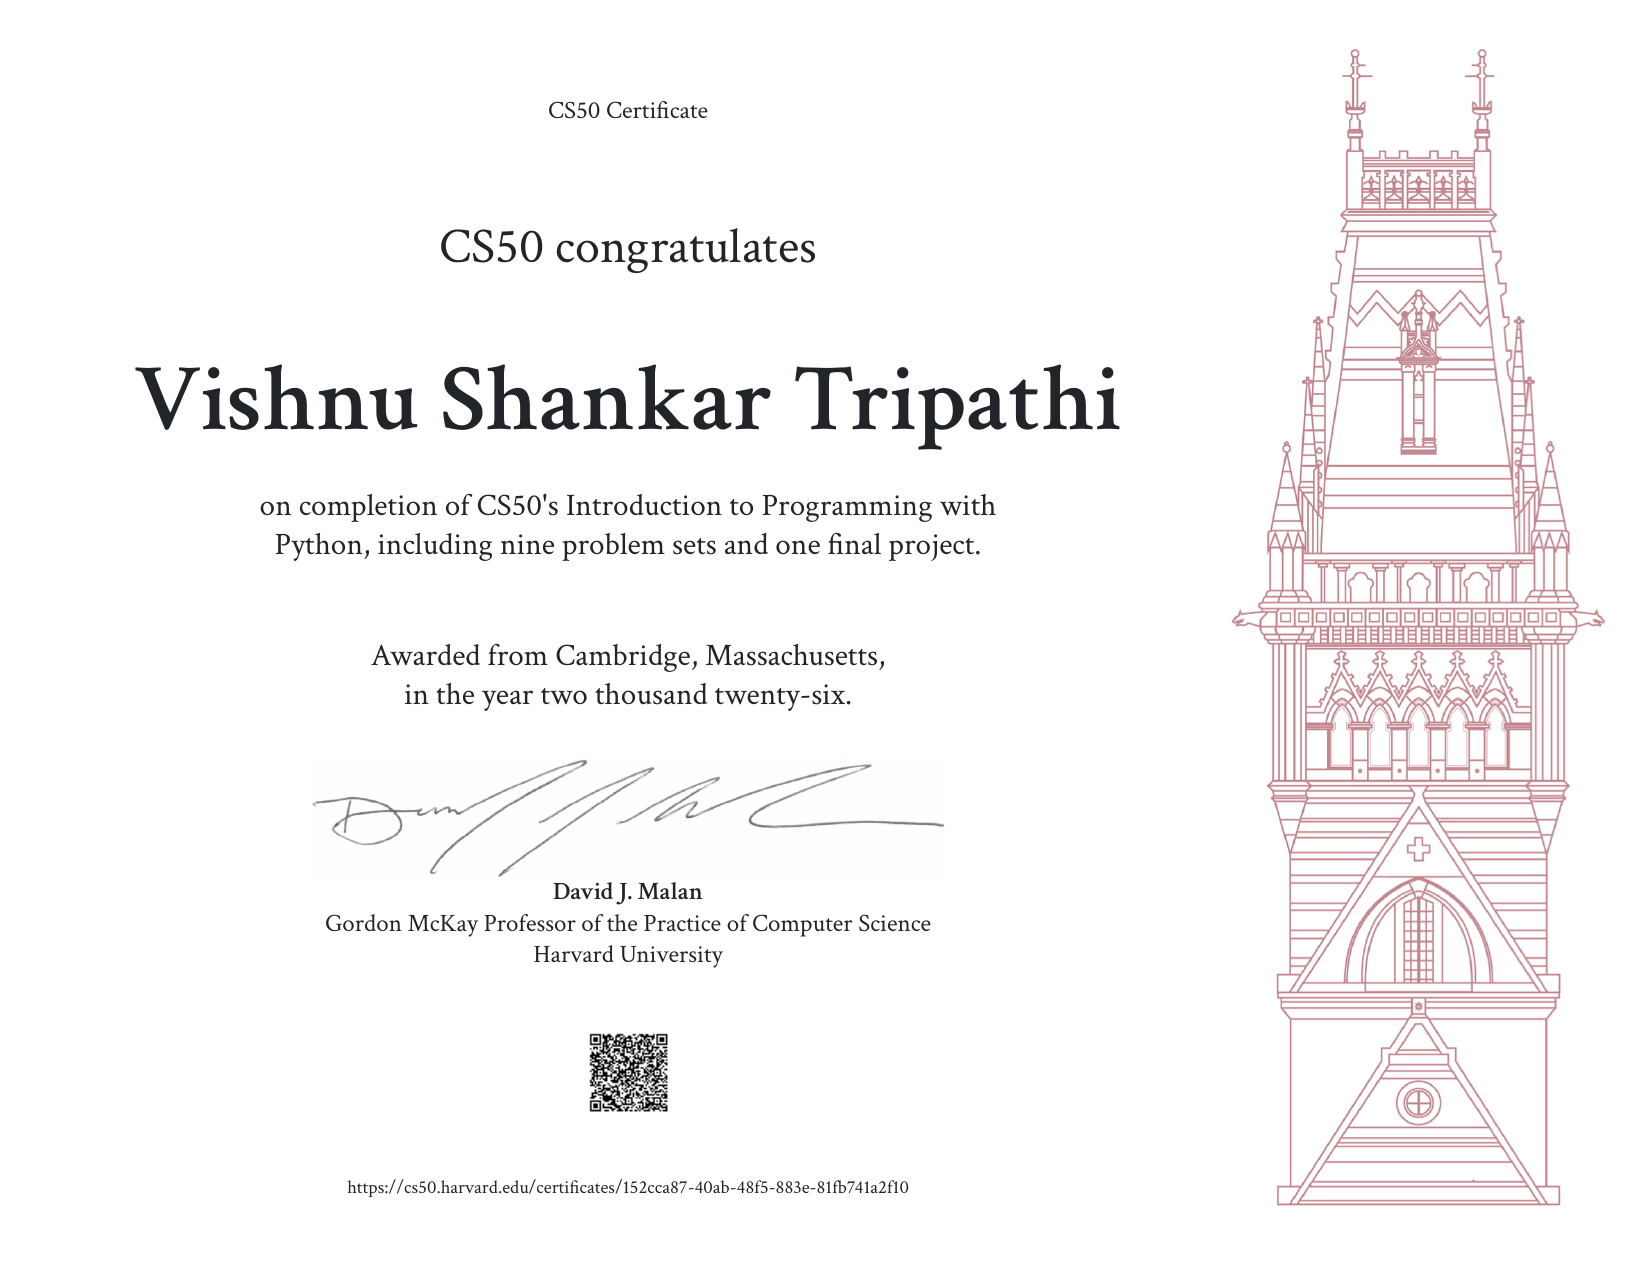 CS50 Certificate
CS50 congratulates
Vishnu Shankar Tripathi
on completion of CS50's Introduction to Programming with
Python, including nine problem sets and one final project.
Awarded from Cambridge, Massachusetts,
in the year two thousand twenty-six.
David J. Malan
Gordon McKay Professor of the Practice of Computer Science
Harvard University
https://cs50.harvard.edu/certificates/152cca87-40ab-48f5-883e-81fb741a2f10